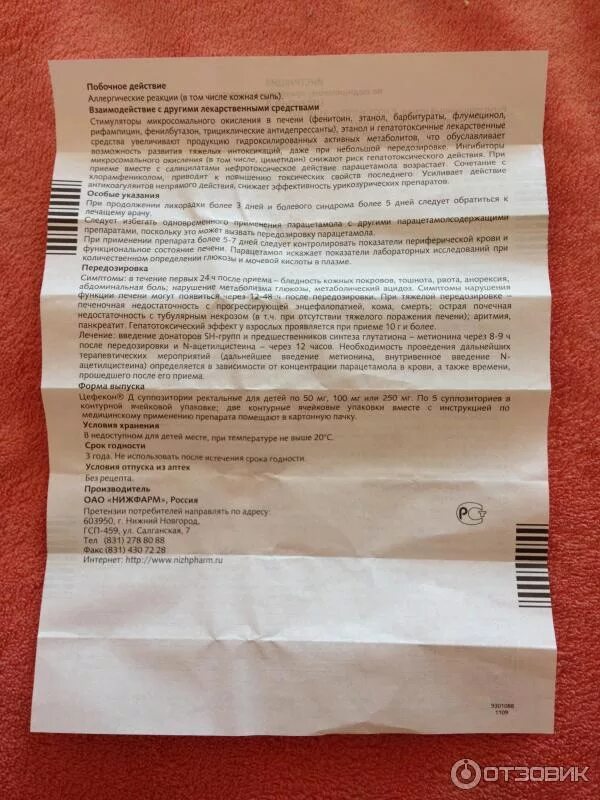 Побочное действие
Аллергические реакции (в том числе кожная сыпь).
Взаимодействие с другими лекарственными средствами
Стимуляторы микросомального окисления в печени (фенитоин, этанол, барбитураты, флумецинол,
рифампицин, фенилбутазон, трициклические антидепрессанты), этанол и гепатотоксичные лекарственные
средства увеличивают продукцию гидроксилированных активных метаболитов, что обуславливает
возможность развития тяжелых интоксикаций, даже при небольшой передозировке. Ингибиторы
микросомального окисления (в том числе, циметидин) снижают риск гепатотоксического действия. При
приеме вместе с салицилатами нефротоксическое действие парацетамола возрастает. Сочетание с
хлорамфениколом, приводит к повышению токсических свойств последнего. Усиливает действие
антикоагулянтов непрямого действия, снижает эффективность урикозурических препаратов.
Особые указания
При продолжении лихорадки более 3 дней и болевого синдрома более 5 дней следует обратиться к
лечащему врачу.
Следует избегать одновременного применения парацетамола с другими парацетамолсодержащими
препаратами, поскольку это может вызвать передозировку парацетамола.
При применении препарата более 5-7 дней следует контролировать показатели периферической крови и
функциональное состояние печени. Парацетамол искажает показатели лабораторных исследований при
количественном определении глюкозы и мочевой кислоты в плазме.
Передозировка
Симптомы: в течение первых 24 ч после приема – бледность кожных покровов, тошнота, рвота, анорексия,
абдоминальная боль; нарушение метаболизма глюкозы, метаболический ацидоз. Симптомы нарушения
функции печени могут появиться через 12-48 ч после передозировки. При тяжелой передозировке –
печеночная недостаточность с прогрессирующей энцефалопатией, кома, смерть; острая почечная
недостаточность с тубулярным некрозом (в т.ч. при отсутствии тяжелого поражения печени); аритмия,
панкреатит. Гепатотоксический эффект у взрослых проявляется при приеме 10 г и более.
Лечение: введение донаторов SH-групп и предшественников синтеза глутатиона – метионина через 8-9 ч
после передозировки и N-ацетилцистеина – через 12 часов. Необходимость проведения дальнейших
терапевтических мероприятий (дальнейшее введение метионина, внутривенное введение N-
ацетилцистеина) определяется в зависимости от концентрации парацетамола в крови, а также времени,
прошедшего после его приема.
Форма выпуска
Цефекон® Д суппозитории ректальные для детей по 50 мг, 100 мг или 250 мг. По 5 суппозиториев в
контурной ячейковой упаковке; две контурные ячейковые упаковки вместе с инструкцией по
медицинскому применению препарата помещают в картонную пачку.
Условия хранения
В недоступном для детей месте, при температуре не выше 20°С.
Срок годности
3 года. Не использовать после истечения срока годности.
Условия отпуска из аптек
Без рецепта.
Производитель
ОАО «НИЖФАРМ», Россия
Претензии потребителей направлять по адресу:
603950, г. Нижний Новгород,
ГСП-459, ул. Салганская, 7
Тел (831) 278 80 88
Факс (831) 430 72 28
Интернет: http://www.nizhpharm.ru
РСТ
9301088
1109
ОТЗОВИК